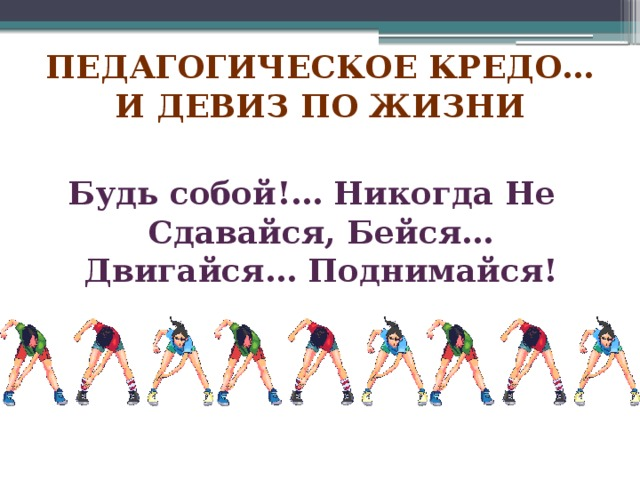 ПЕДАГОГИЧЕСКОЕ КРЕДО…
И ДЕВИЗ ПО ЖИЗНИ
Будь собой!… Никогда Не
Сдавайся, Бейся…
Двигайся… Поднимайся!